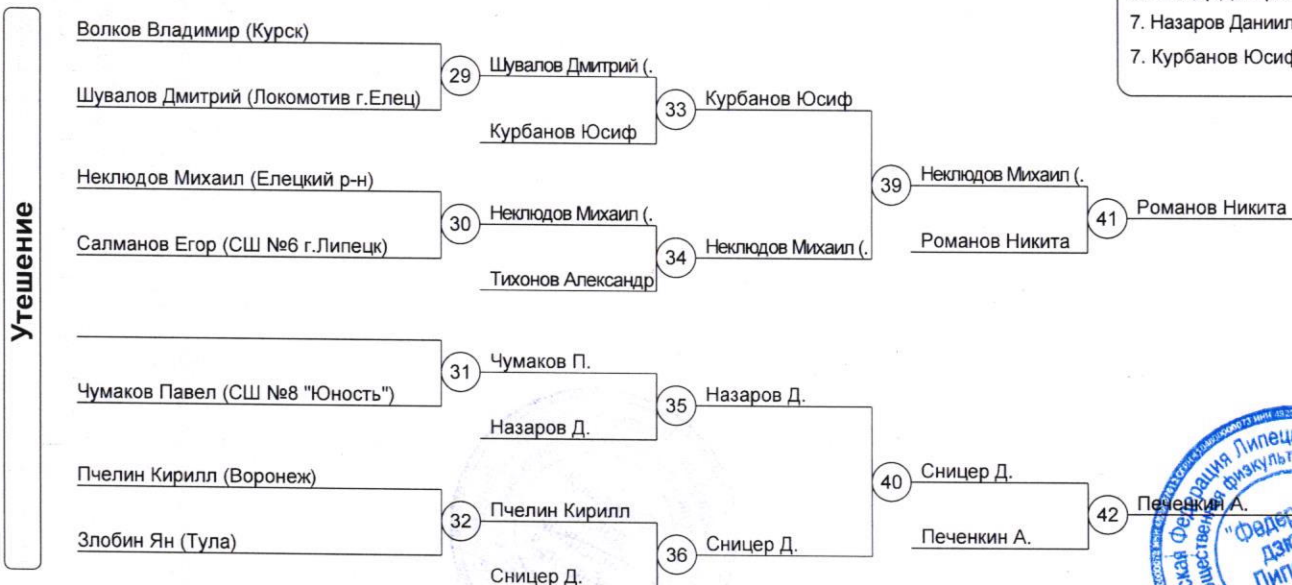 7. Назаров Даниил
7. Курбанов Юсиф
Утешение
Волков Владимир (Курск)
29
Шувалов Дмитрий (.
Шувалов Дмитрий (Локомотив г.Елец)
33
Курбанов Юсиф
Курбанов Юсиф
Неклюдов Михаил (Елецкий р-н)
39
Неклюдов Михаил (.
30
Неклюдов Михаил (.
41
Романов Никита
Салманов Егор (СШ №6 г.Липецк)
34
Неклюдов Михаил (.
Романов Никита
Тихонов Александр
31
Чумаков П.
Чумаков Павел (СШ №8 "Юность")
35
Назаров Д.
Назаров Д.
Пчелин Кирилл (Воронеж)
40
Сницер Д.
32
Пчелин Кирилл
42
Печенкин А.
Злобин Ян (Тула)
36
Сницер Д.
Печенкин А.
Сницер Д.